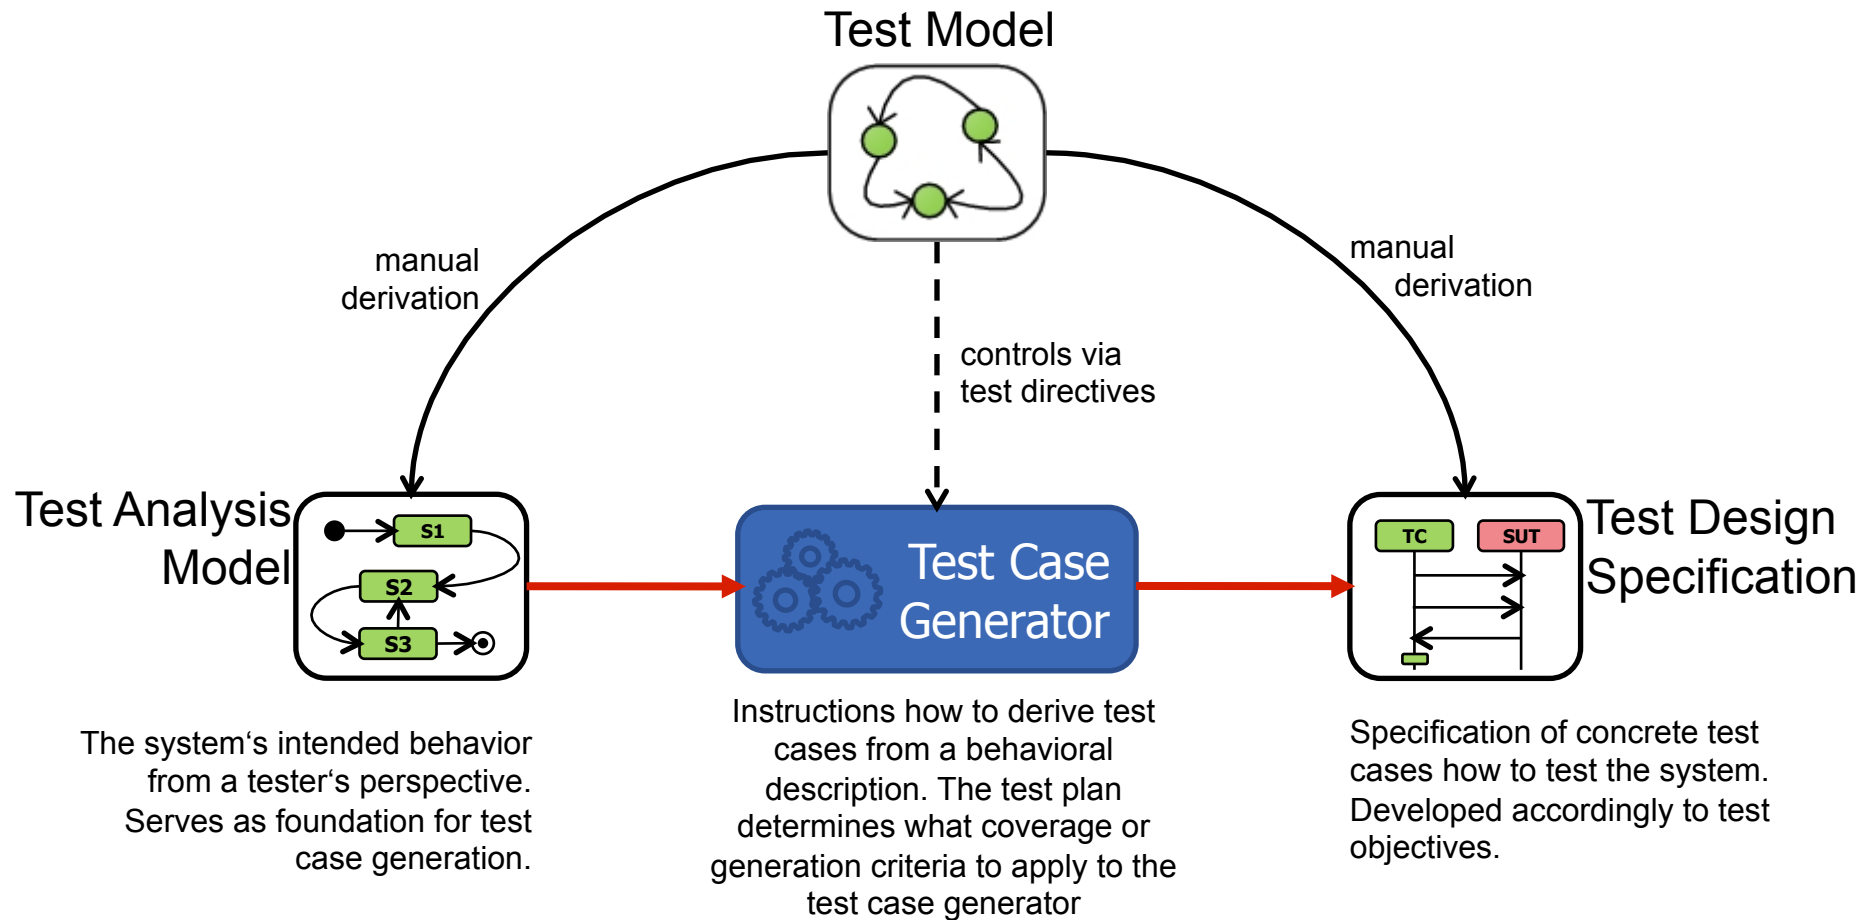 Test Model
manual
derivation
manual
derivation
controls via
test directives
Test Analysis
Model
S1
S2
S3
Test Case
Generator
TC
SUT
Test Design
Specification
The system‘s intended behavior
from a tester‘s perspective.
Serves as foundation for test
case generation.
Instructions how to derive test
cases from a behavioral
description. The test plan
determines what coverage or
generation criteria to apply to the
test case generator
Specification of concrete test
cases how to test the system.
Developed accordingly to test
objectives.